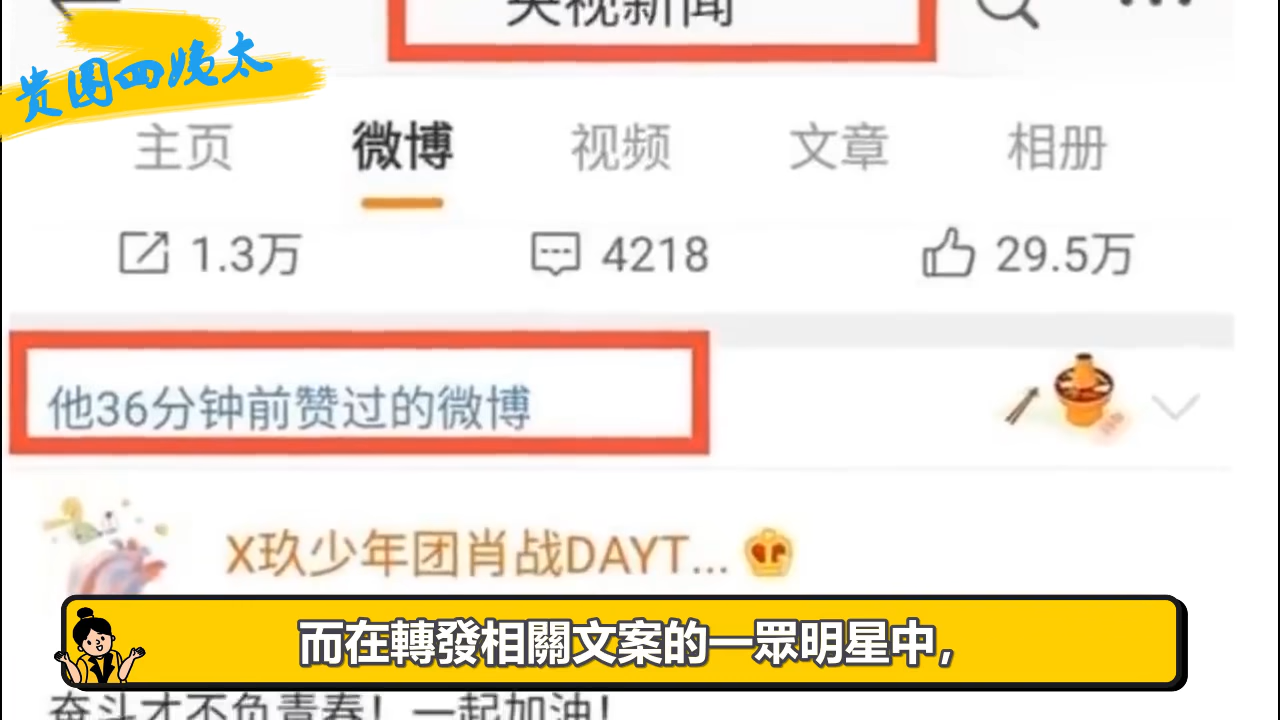 央视新闻
贵圈四姨太
主页 微博 视频 文章 相册
1.3万 4218 29.5万
他36分钟前赞过的微博
X玖少年团肖战DAYT...
而在轉發相關文案的一眾明星中,
奋斗才不负青春！一起加油！